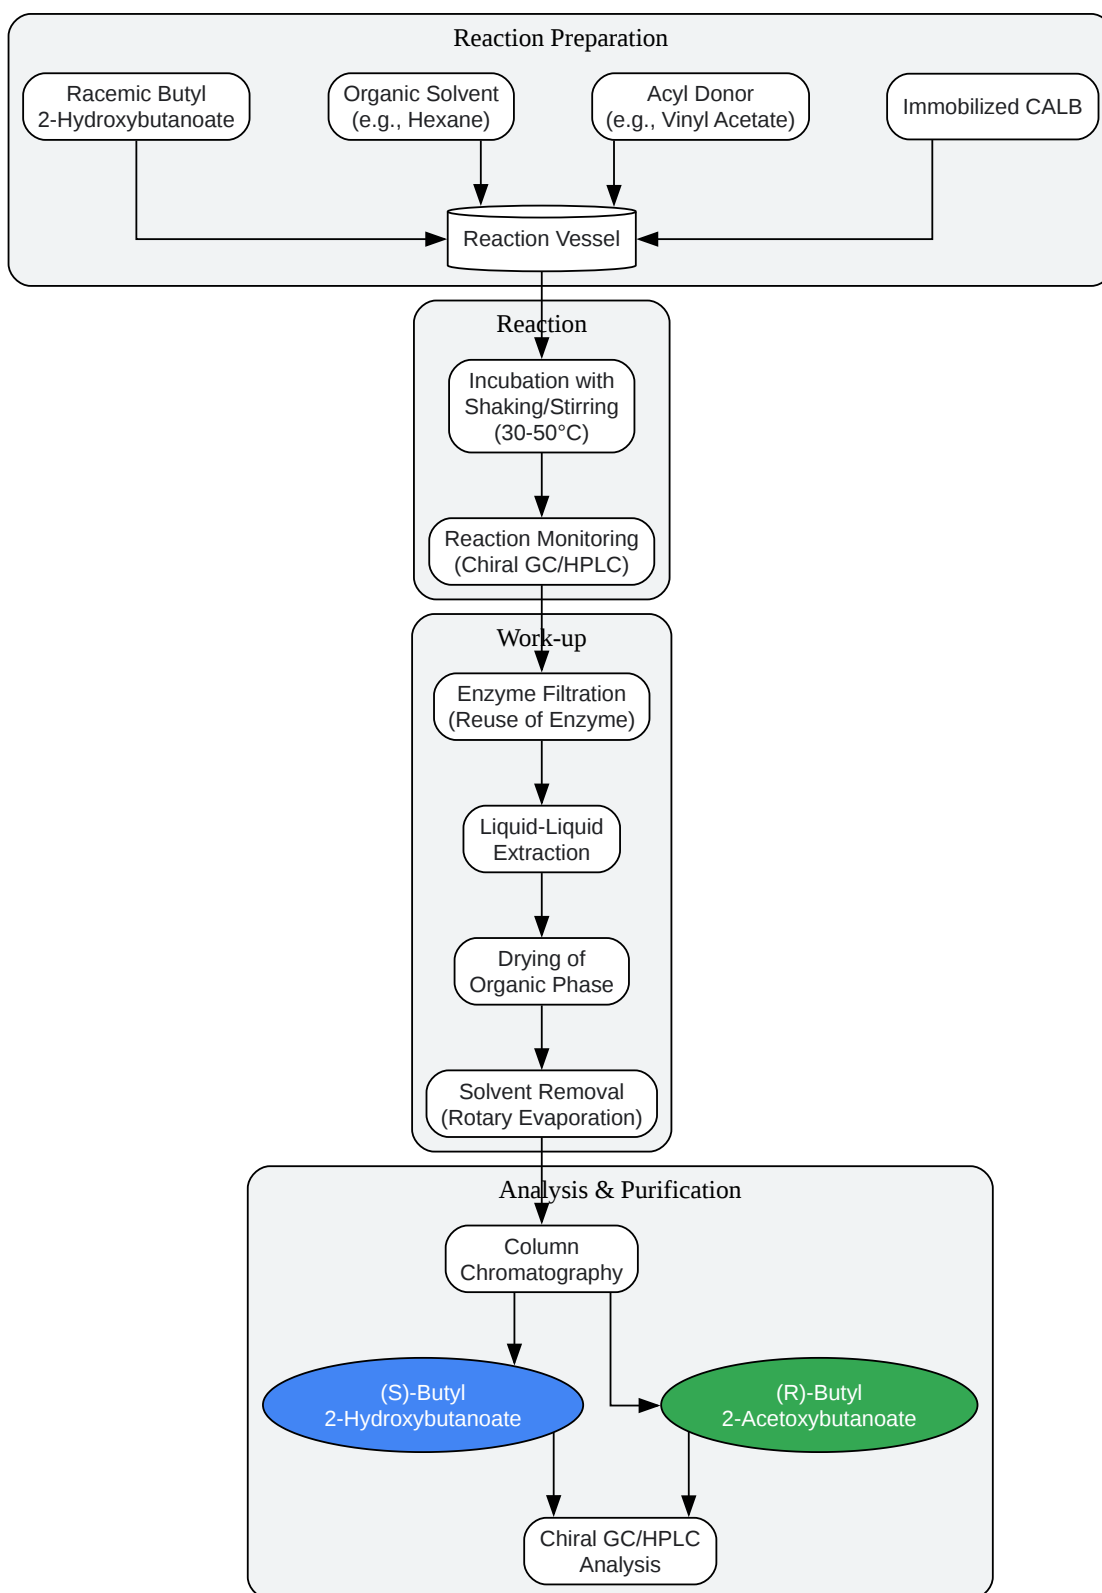 Reaction Preparation
Racemic Butyl
2-Hydroxybutanoate
Organic Solvent
(e.g., Hexane)
Acyl Donor
(e.g., Vinyl Acetate)
Immobilized CALB
Reaction Vessel
Reaction
Incubation with
Shaking/Stirring
(30-50°C)
Reaction Monitoring
(Chiral GC/HPLC)
Work-up
Enzyme Filtration
(Reuse of Enzyme)
Liquid-Liquid
Extraction
Drying of
Organic Phase
Solvent Removal
(Rotary Evaporation)
Analysis & Purification
Column
Chromatography
(S)-Butyl
2-Hydroxybutanoate
(R)-Butyl
2-Acetoxybutanoate
Chiral GC/HPLC
Analysis